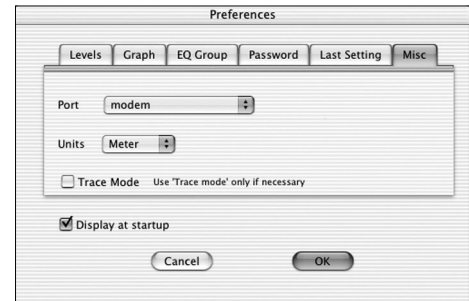 Preferences
Levels Graph EQ Group Password Last Setting Misc
Port modem
Units Meter
Trace Mode Use 'Trace mode' only if necessary
Display at startup
Cancel OK